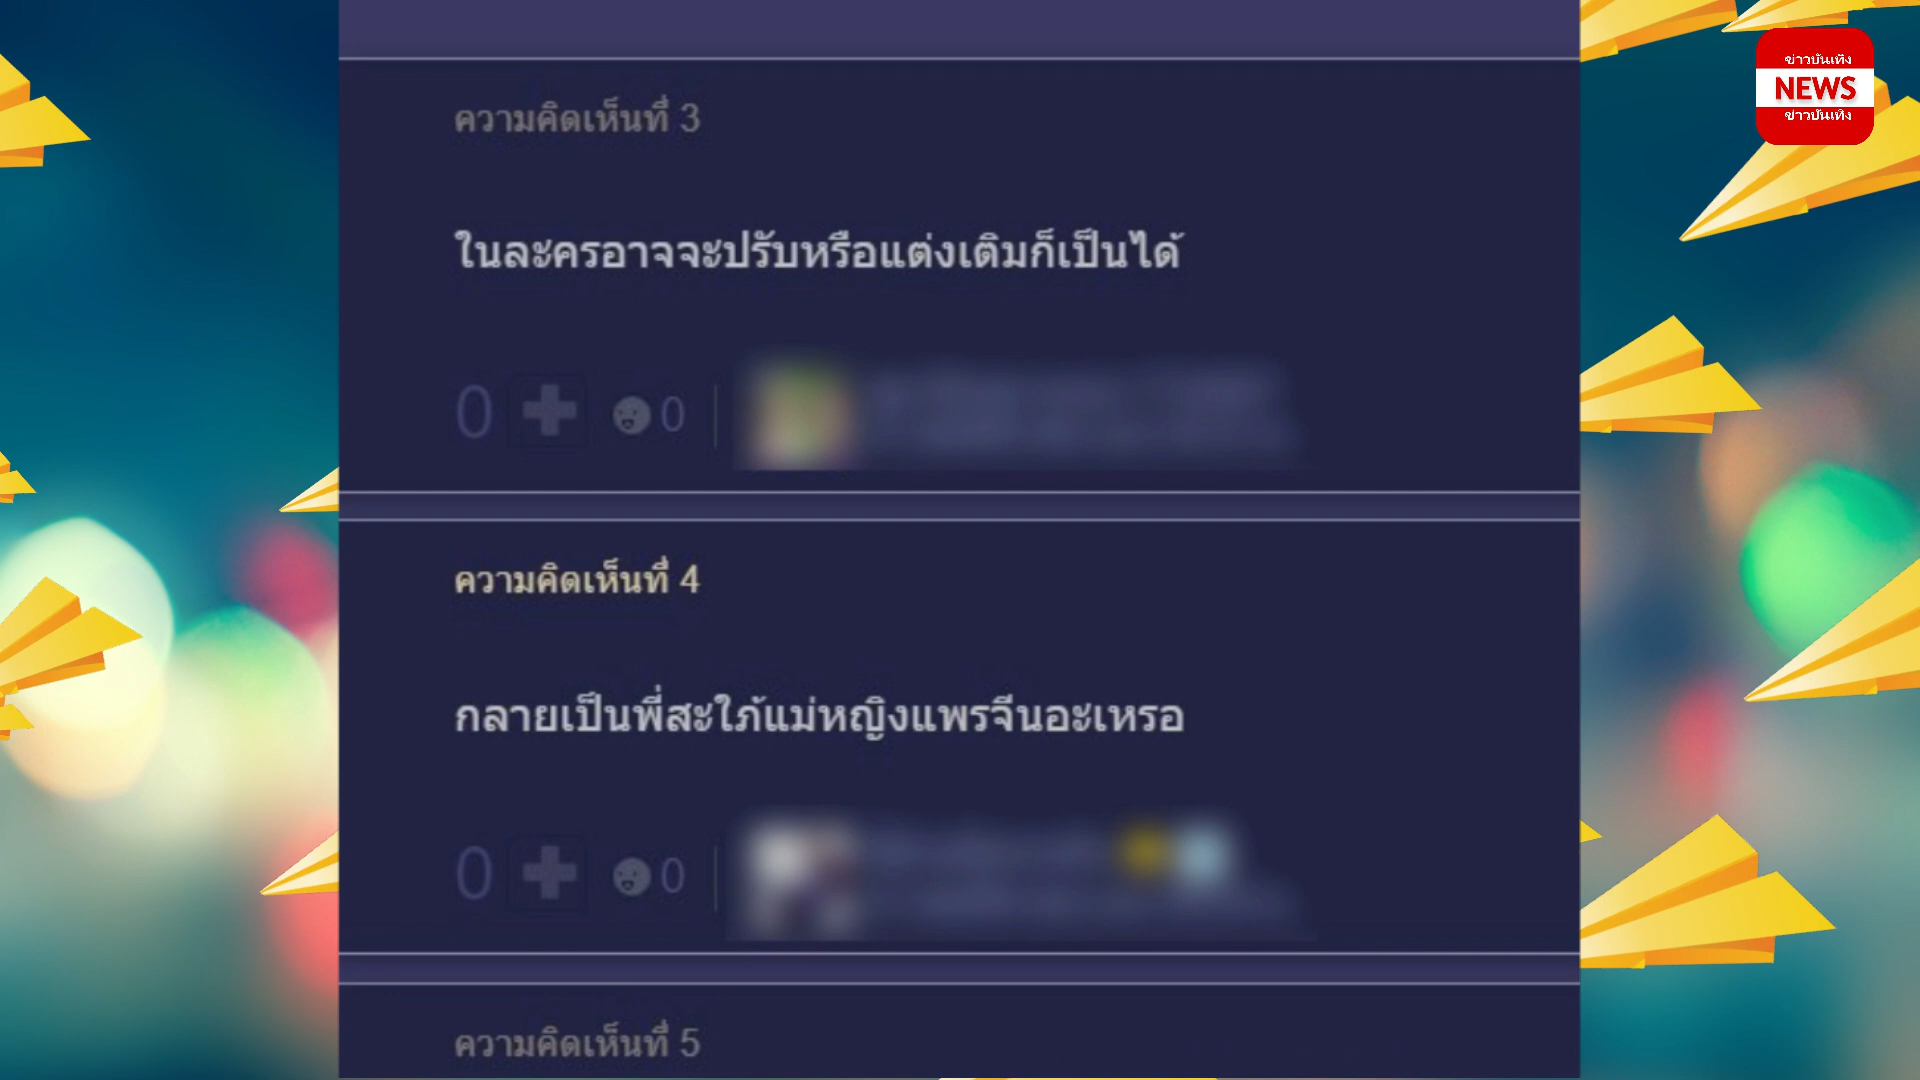 ข่าวบันเทิง
NEWS
ข่าวบันเทิง
ความคิดเห็นที่ 3
ในละครอาจจะปรับหรือแต่งเติมก็เป็นได้
0 0
ความคิดเห็นที่ 4
กลายเป็นพี่สะใภ้แม่หญิงแพรจีนอะเหรอ
0 0
ความคิดเห็นที่ 5